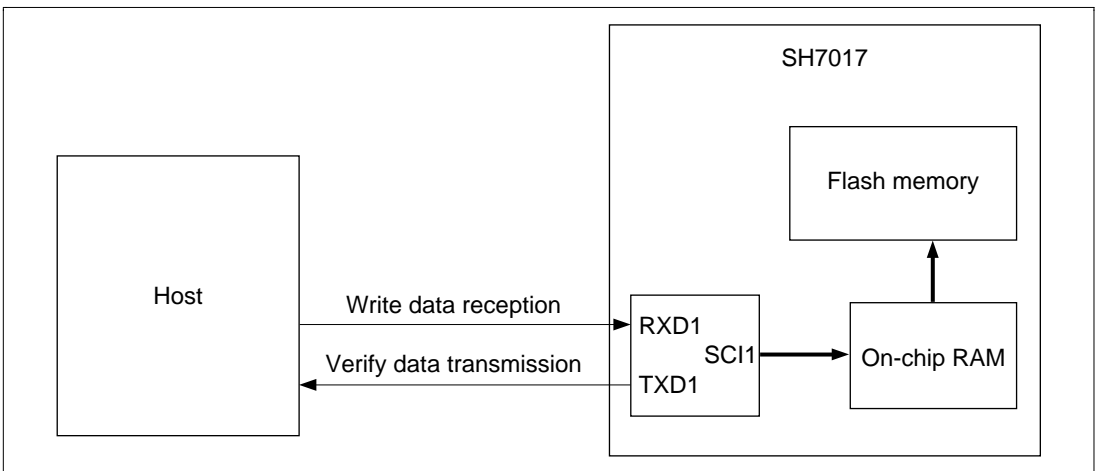 SH7017
Flash memory
Host
Write data reception
RXD1
SCI1
On-chip RAM
Verify data transmission
TXD1